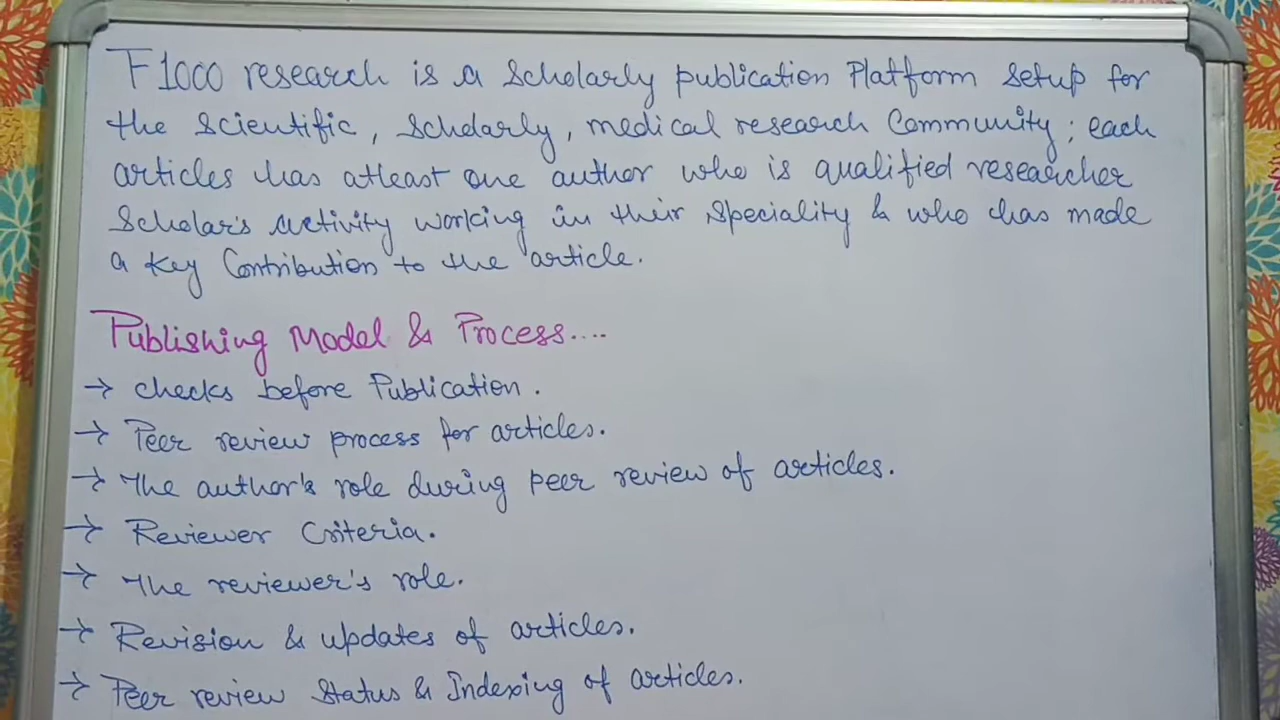 F1000 research is a Scholarly publication Platform setup for
the scientific, scholarly, medical research community; each
articles has atleast one author who is qualified researcher
Scholar's activity working in their speciality & who has made
a key Contribution to the article.
Publishing Model & Process....
→ checks before Publication.
→ Peer review process for articles.
→ The author's role during peer review of articles.
→ Reviewer Criteria.
→ The reviewer's role.
→ Revision & updates of articles.
→ Peer review Status & Indexing of articles.